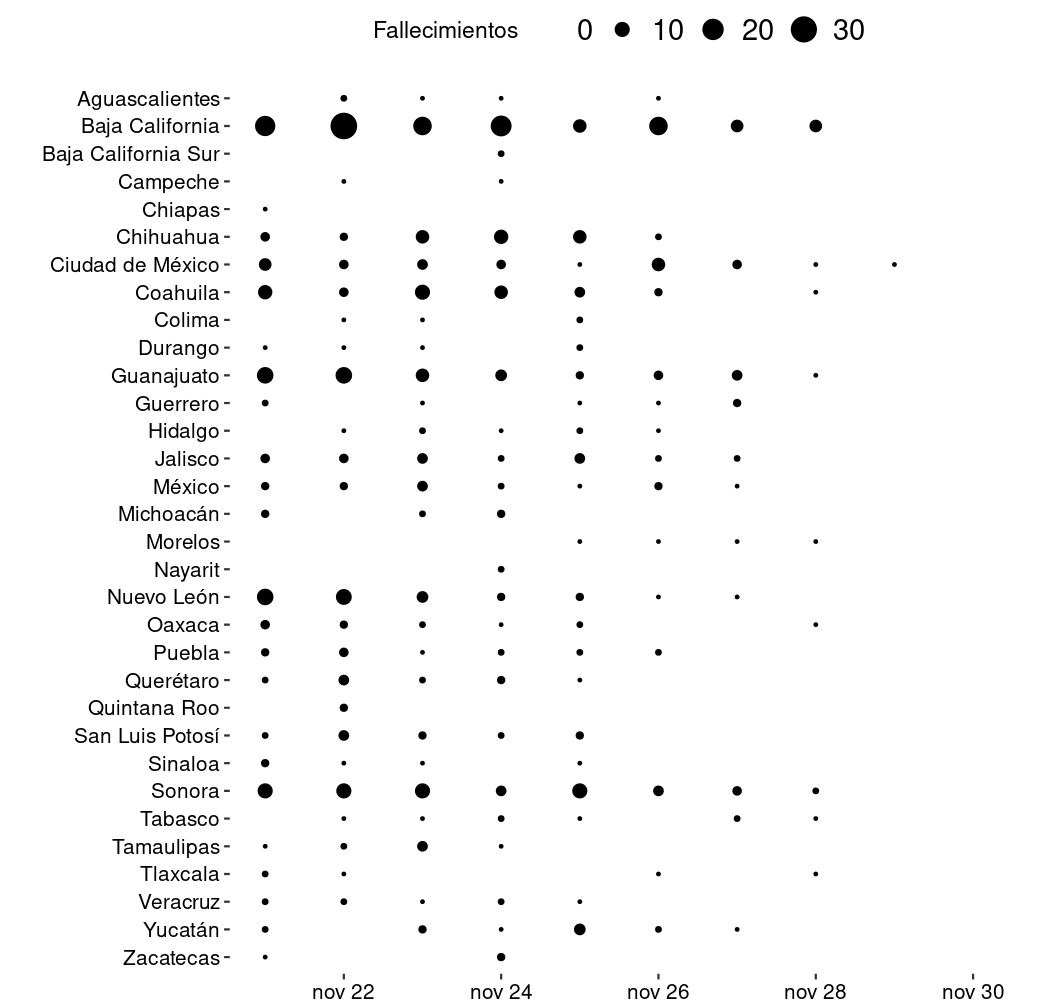 Fallecimientos 0 10 20 30
Aguascalientes
Baja California
Baja California Sur
Campeche
Chiapas
Chihuahua
Ciudad de México
Coahuila
Colima
Durango
Guanajuato
Guerrero
Hidalgo
Jalisco
México
Michoacán
Morelos
Nayarit
Nuevo León
Oaxaca
Puebla
Querétaro
Quintana Roo
San Luis Potosí
Sinaloa
Sonora
Tabasco
Tamaulipas
Tlaxcala
Veracruz
Yucatán
Zacatecas
nov 22 nov 24 nov 26 nov 28 nov 30